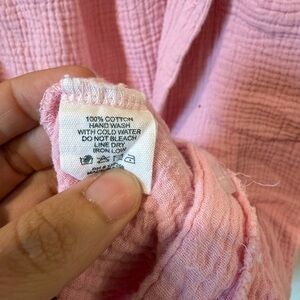 100% COTTON
HAND WASH
WITH COLD WATER
DO NOT BLEACH
LINE DRY
IRON LOW